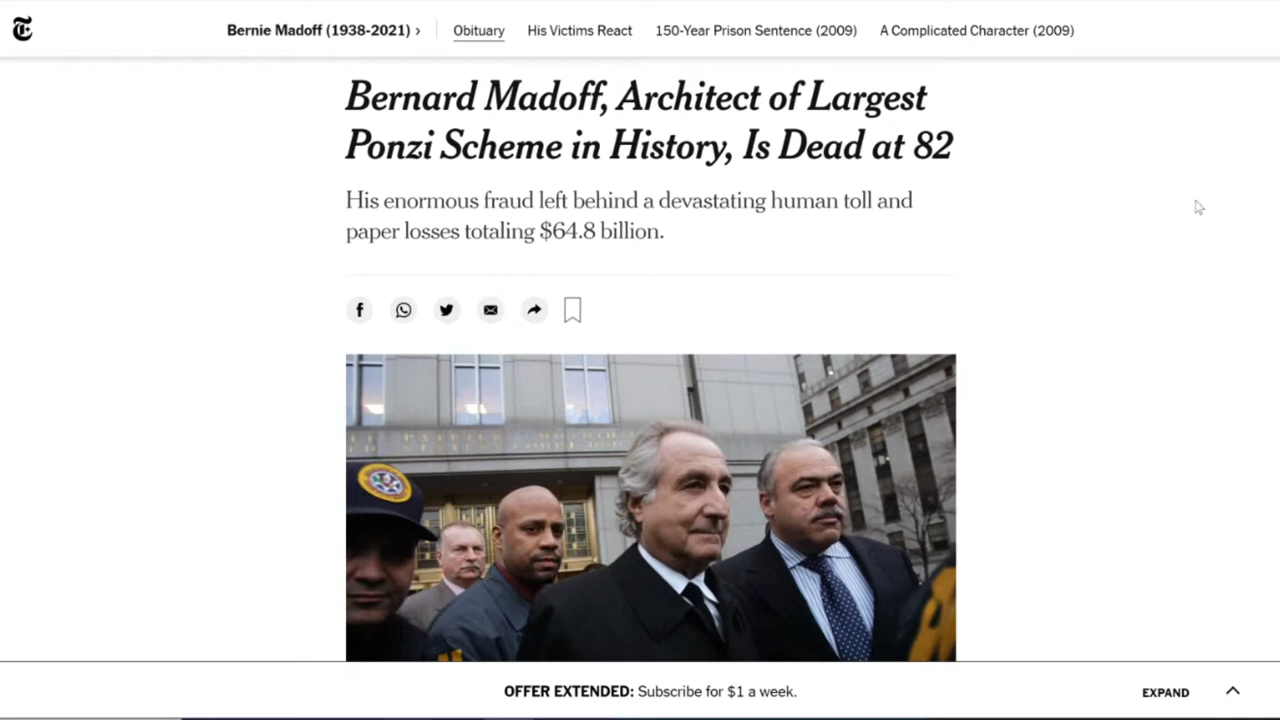 Bernie Madoff (1938-2021) ›
Obituary
His Victims React
150-Year Prison Sentence (2009)
A Complicated Character (2009)
Bernard Madoff, Architect of Largest
Ponzi Scheme in History, Is Dead at 82
His enormous fraud left behind a devastating human toll and
paper losses totaling $64.8 billion.
OFFER EXTENDED: Subscribe for $1 a week.
EXPAND